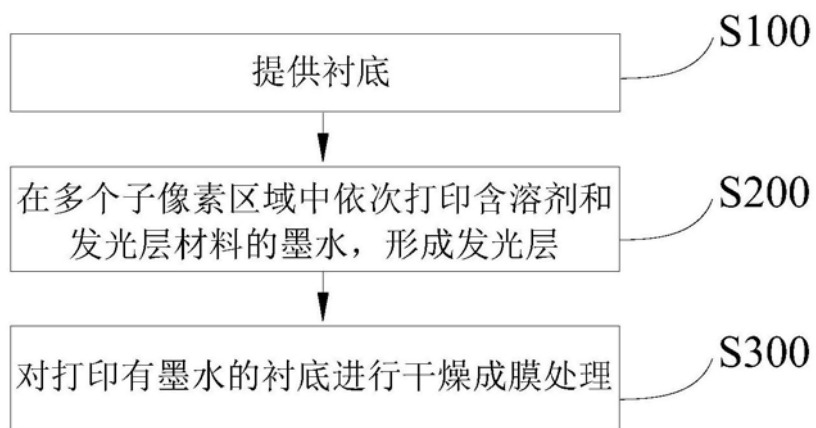 提供衬底
S100
在多个子像素区域中依次打印含溶剂和
发光层材料的墨水，形成发光层
S200
对打印有墨水的衬底进行干燥成膜处理
S300